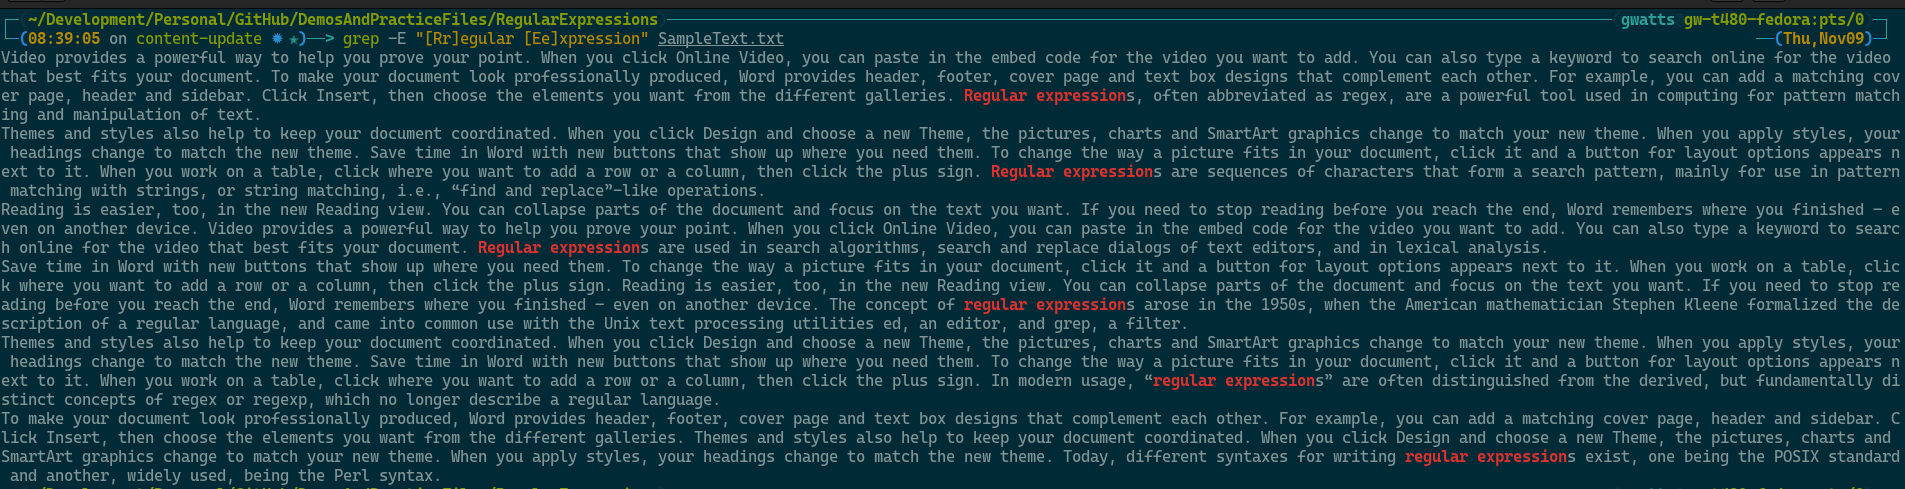 ~/Development/Personal/GitHub/DemosAndPracticeFiles/RegularExpressions gwatts gw-t480-fedora:pts/0
(08:39:05 on content-update ✹ ★)—> grep -E "[Rr]egular [Ee]xpression" SampleText.txt —(Thu,Nov09)
Video provides a powerful way to help you prove your point. When you click Online Video, you can paste in the embed code for the video you want to add. You can also type a keyword to search online for the video
that best fits your document. To make your document look professionally produced, Word provides header, footer, cover page and text box designs that complement each other. For example, you can add a matching cov
er page, header and sidebar. Click Insert, then choose the elements you want from the different galleries. Regular expressions, often abbreviated as regex, are a powerful tool used in computing for pattern match
ing and manipulation of text.
Themes and styles also help to keep your document coordinated. When you click Design and choose a new Theme, the pictures, charts and SmartArt graphics change to match your new theme. When you apply styles, your
headings change to match the new theme. Save time in Word with new buttons that show up where you need them. To change the way a picture fits in your document, click it and a button for layout options appears n
ext to it. When you work on a table, click where you want to add a row or a column, then click the plus sign. Regular expressions are sequences of characters that form a search pattern, mainly for use in pattern
matching with strings, or string matching, i.e., “find and replace”-like operations.
Reading is easier, too, in the new Reading view. You can collapse parts of the document and focus on the text you want. If you need to stop reading before you reach the end, Word remembers where you finished – e
ven on another device. Video provides a powerful way to help you prove your point. When you click Online Video, you can paste in the embed code for the video you want to add. You can also type a keyword to searc
h online for the video that best fits your document. Regular expressions are used in search algorithms, search and replace dialogs of text editors, and in lexical analysis.
Save time in Word with new buttons that show up where you need them. To change the way a picture fits in your document, click it and a button for layout options appears next to it. When you work on a table, clic
k where you want to add a row or a column, then click the plus sign. Reading is easier, too, in the new Reading view. You can collapse parts of the document and focus on the text you want. If you need to stop re
ading before you reach the end, Word remembers where you finished – even on another device. The concept of regular expressions arose in the 1950s, when the American mathematician Stephen Kleene formalized the de
scription of a regular language, and came into common use with the Unix text processing utilities ed, an editor, and grep, a filter.
Themes and styles also help to keep your document coordinated. When you click Design and choose a new Theme, the pictures, charts and SmartArt graphics change to match your new theme. When you apply styles, your
headings change to match the new theme. Save time in Word with new buttons that show up where you need them. To change the way a picture fits in your document, click it and a button for layout options appears n
ext to it. When you work on a table, click where you want to add a row or a column, then click the plus sign. In modern usage, “regular expressions” are often distinguished from the derived, but fundamentally di
stinct concepts of regex or regexp, which no longer describe a regular language.
To make your document look professionally produced, Word provides header, footer, cover page and text box designs that complement each other. For example, you can add a matching cover page, header and sidebar. C
lick Insert, then choose the elements you want from the different galleries. Themes and styles also help to keep your document coordinated. When you click Design and choose a new Theme, the pictures, charts and
SmartArt graphics change to match your new theme. When you apply styles, your headings change to match the new theme. Today, different syntaxes for writing regular expressions exist, one being the POSIX standard
and another, widely used, being the Perl syntax.